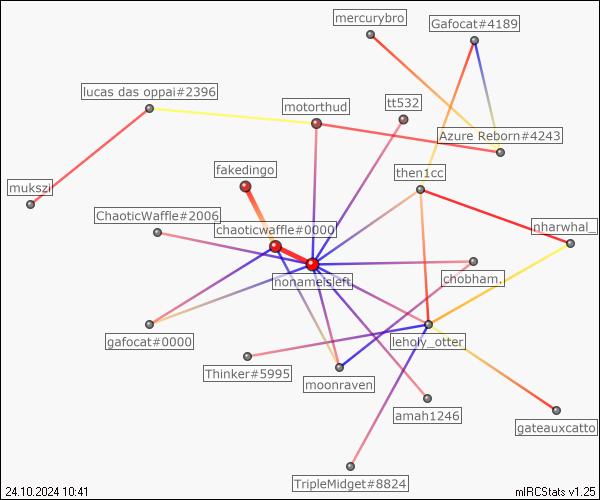 mercurybro
Gafocat#4189
lucas das oppai#2396
tt532
motorthud
Azure Reborn#4243
fakedingo
then1cc
mukszi
ChaoticWaffle#2006
chaoticwaffle#0000
nharwhal_
nonameisleft
chobham.
gafocat#0000
leholy_otter
Thinker#5995
moonraven
amah1246
gateauxcatto
TripleMidget#8824
24.10.2024 10:41
mIRCStats v1.25